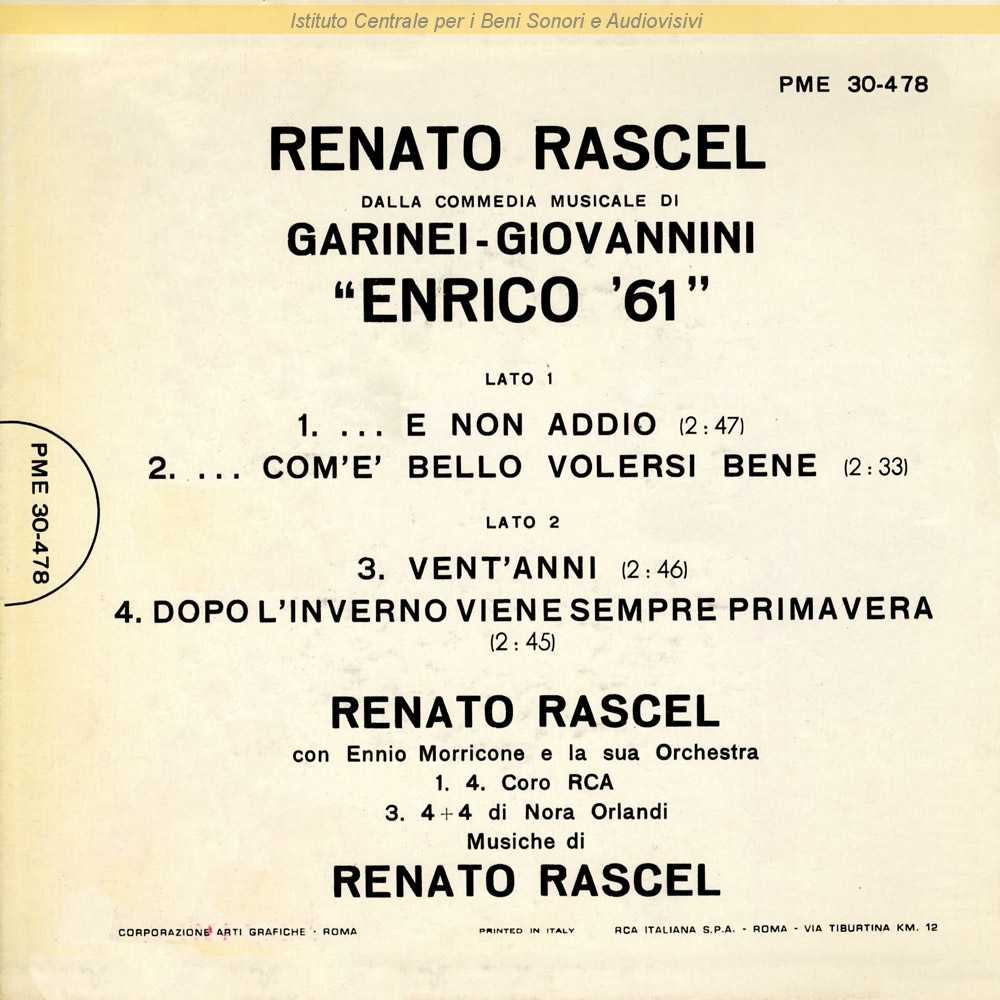 Istituto Centrale per i Beni Sonori e Audiovisivi
PME 30-478
RENATO RASCEL
DALLA COMMEDIA MUSICALE DI
GARINEI-GIOVANNINI
“ENRICO ’61”
LATO 1
1. ... E NON ADDIO (2:47)
2. ... COM'E' BELLO VOLERSI BENE (2:33)
LATO 2
3. VENT'ANNI (2:46)
4. DOPO L'INVERNO VIENE SEMPRE PRIMAVERA
(2:45)
PME 30-478
RENATO RASCEL
con Ennio Morricone e la sua Orchestra
1. 4. Coro RCA
3. 4+4 di Nora Orlandi
Musiche di
RENATO RASCEL
CORPORAZIONE ARTI GRAFICHE - ROMA PRINTED IN ITALY RCA ITALIANA S.P.A. - ROMA - VIA TIBURTINA KM. 12